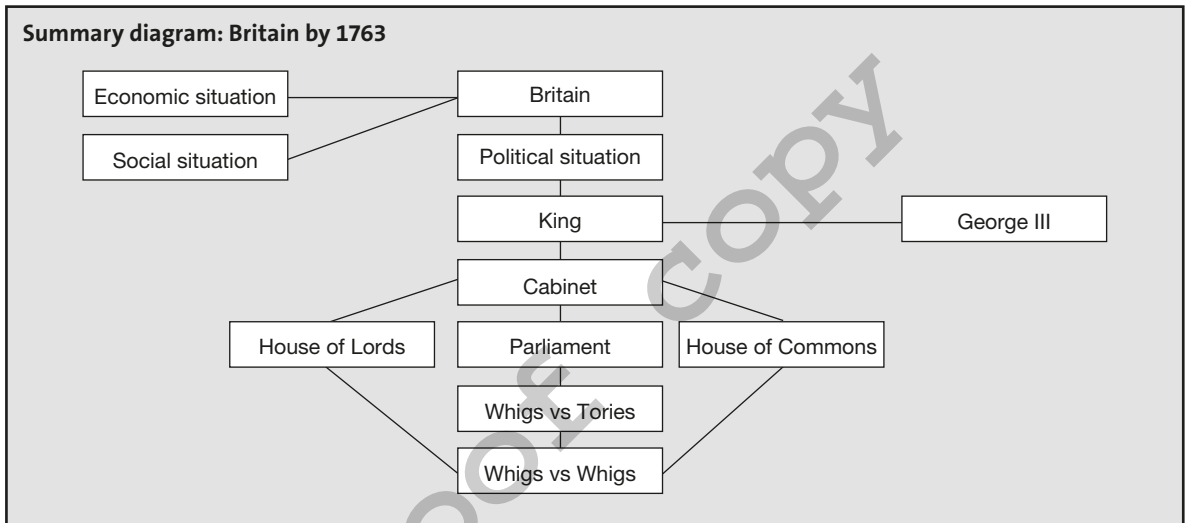 Summary diagram: Britain by 1763
Economic situation
Britain
Social situation
Political situation
King
George III
Cabinet
House of Lords
Parliament
House of Commons
Whigs vs Tories
Whigs vs Whigs
oof copy